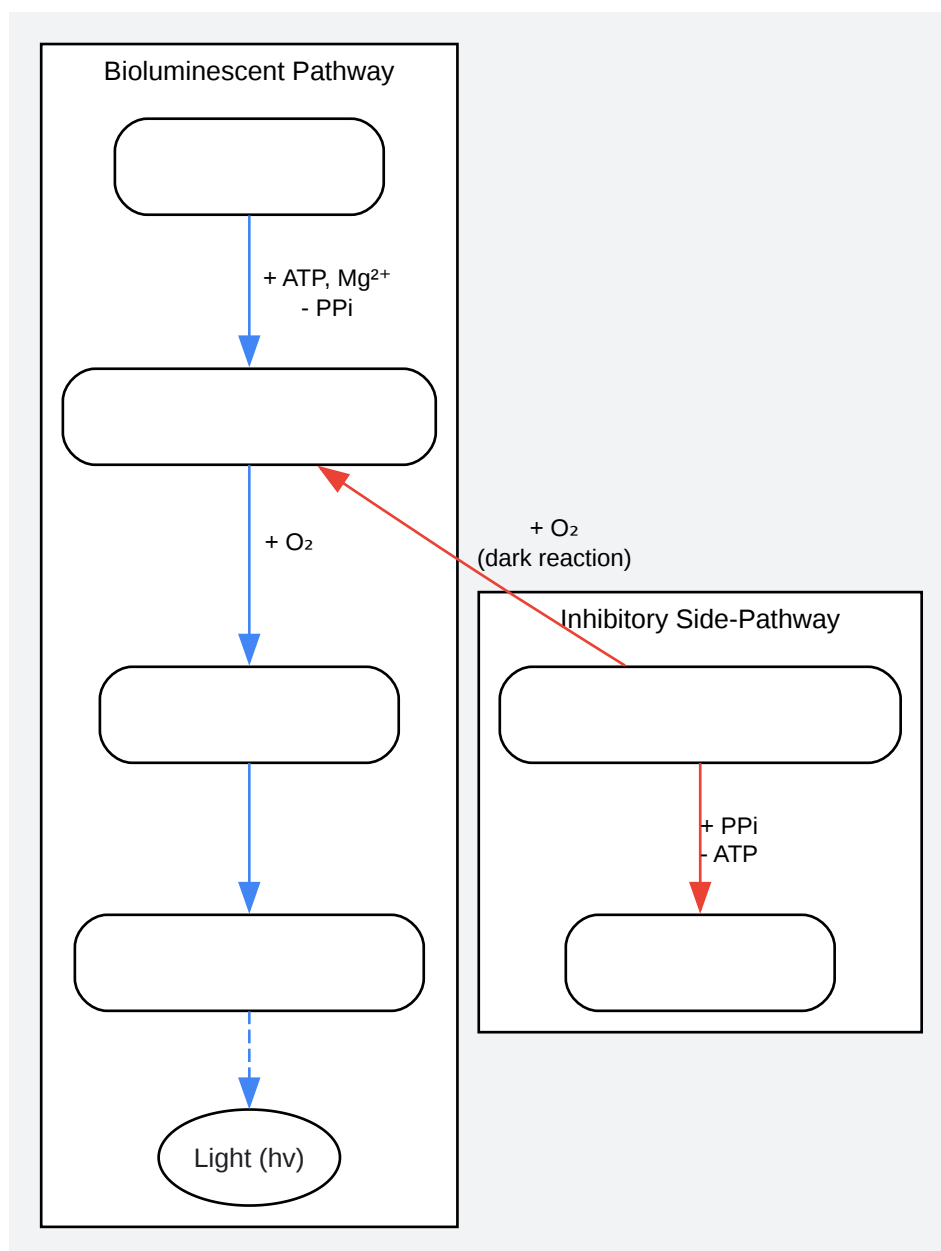 Bioluminescent Pathway
+ ATP, Mg²⁺
- PPi
+ O₂
+ O₂
(dark reaction)
Inhibitory Side-Pathway
+ PPi
- ATP
Light (hv)